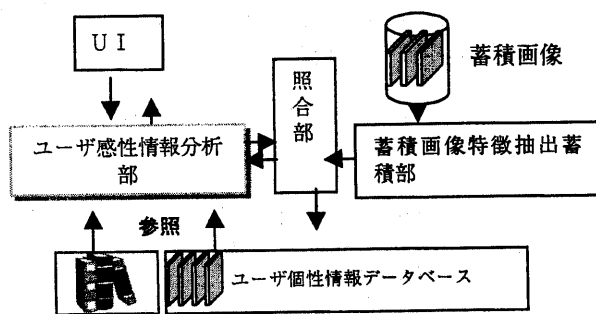 UI
照合部
蓄積画像
ユーザ感性情報分析
部
蓄積画像特徴抽出蓄
積部
参照
ユーザ個性情報データベース